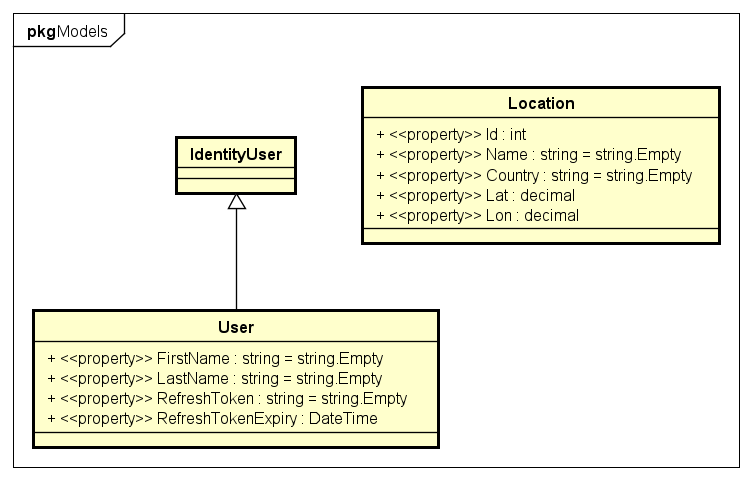 pkgModels
Location
+ <<property>> Id : int
+ <<property>> Name : string = string.Empty
+ <<property>> Country : string = string.Empty
+ <<property>> Lat : decimal
+ <<property>> Lon : decimal
IdentityUser
User
+ <<property>> FirstName : string = string.Empty
+ <<property>> LastName : string = string.Empty
+ <<property>> RefreshToken : string = string.Empty
+ <<property>> RefreshTokenExpiry : DateTime